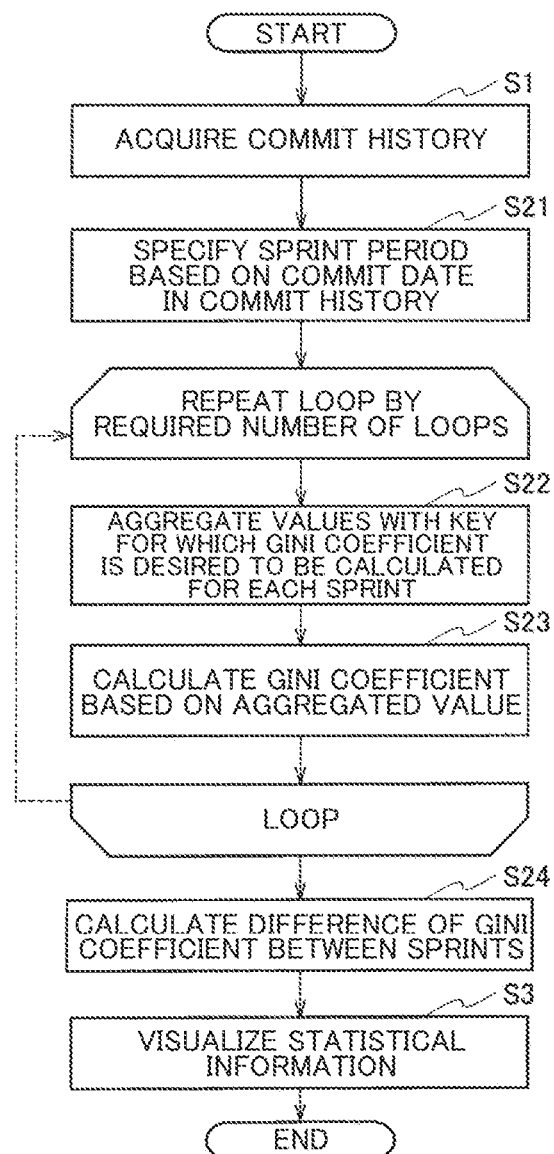 START
S1
ACQUIRE COMMIT HISTORY
S21
SPECIFY SPRINT PERIOD
BASED ON COMMIT DATE
IN COMMIT HISTORY
REPEAT LOOP BY
REQUIRED NUMBER OF LOOPS
S22
AGGREGATE VALUES WITH KEY
FOR WHICH GINI COEFFICIENT
IS DESIRED TO BE CALCULATED
FOR EACH SPRINT
S23
CALCULATE GINI COEFFICIENT
BASED ON AGGREGATED VALUE
LOOP
S24
CALCULATE DIFFERENCE OF GINI
COEFFICIENT BETWEEN SPRINTS
S3
VISUALIZE STATISTICAL
INFORMATION
END